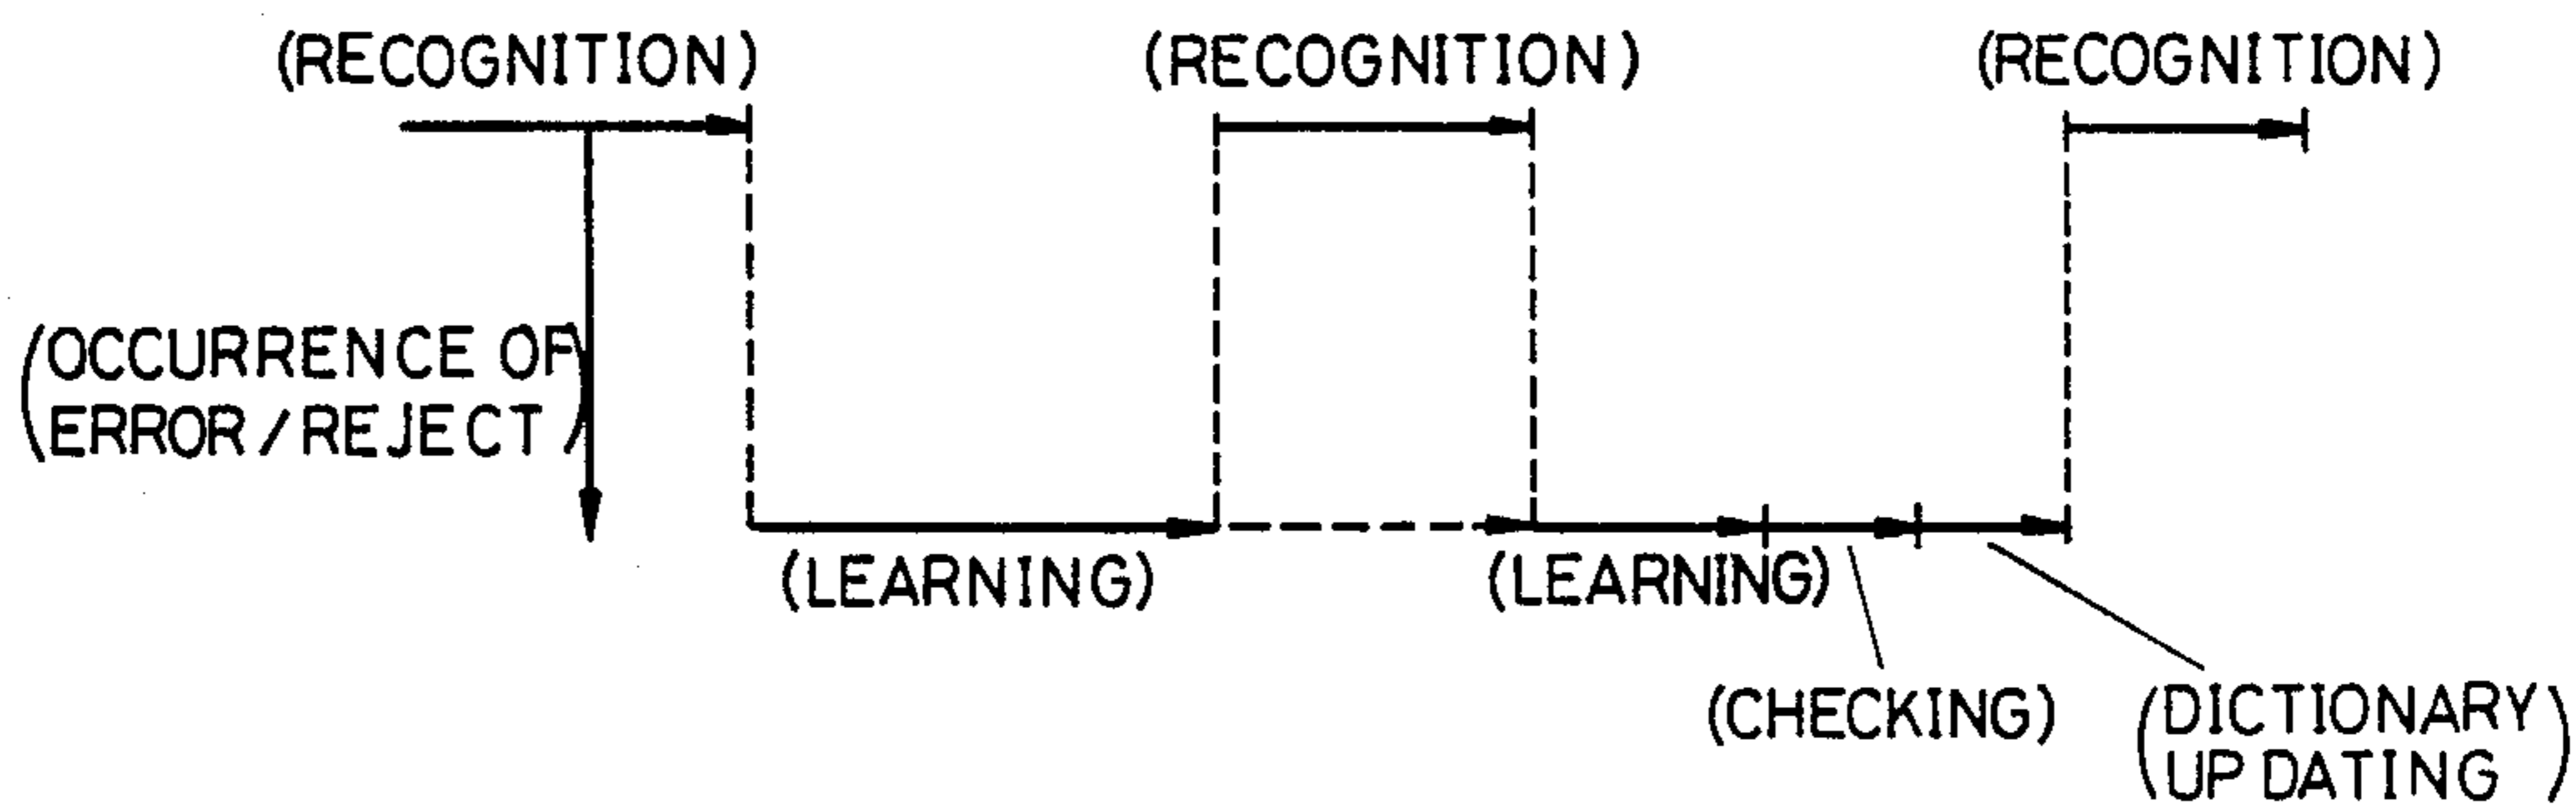 (RECOGNITION)
(RECOGNITION)
(RECOGNITION)
(OCCURRENCE OF
ERROR/REJECT)
(LEARNING)
(LEARNING)
(CHECKING)
(DICTIONARY
UP DATING)